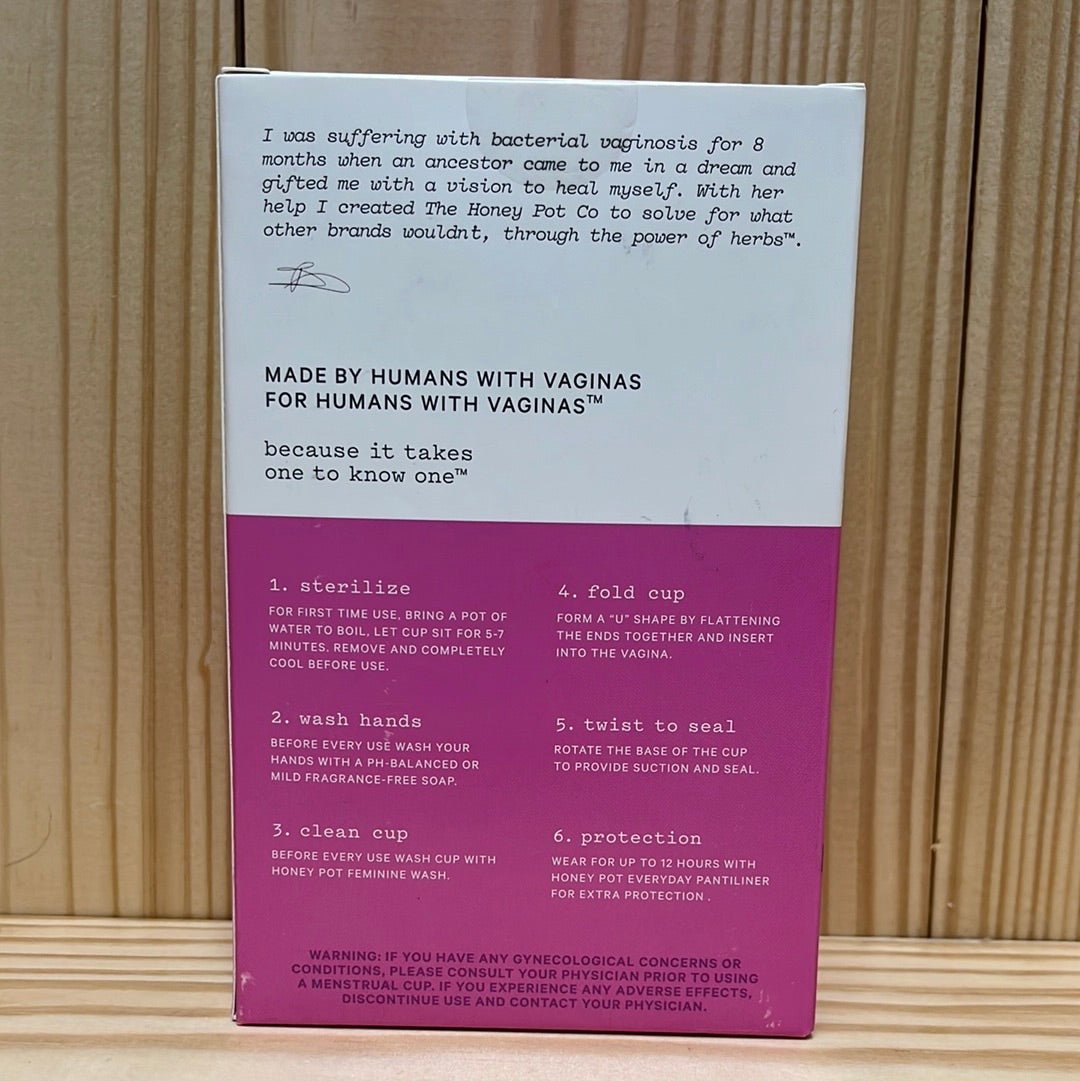 I was suffering with bacterial vaginosis for 8
months when an ancestor came to me in a dream and
gifted me with a vision to heal myself. With her
help I created The Honey Pot Co to solve for what
other brands wouldnt, through the power of herbs™.
MADE BY HUMANS WITH VAGINAS
FOR HUMANS WITH VAGINAS™
because it takes
one to know one™
1. sterilize
FOR FIRST TIME USE, BRING A POT OF
WATER TO BOIL, LET CUP SIT FOR 5-7
MINUTES. REMOVE AND COMPLETELY
COOL BEFORE USE.
2. wash hands
BEFORE EVERY USE WASH YOUR
HANDS WITH A PH-BALANCED OR
MILD FRAGRANCE-FREE SOAP.
3. clean cup
BEFORE EVERY USE WASH CUP WITH
HONEY POT FEMININE WASH.
4. fold cup
FORM A “U” SHAPE BY FLATTENING
THE ENDS TOGETHER AND INSERT
INTO THE VAGINA.
5. twist to seal
ROTATE THE BASE OF THE CUP
TO PROVIDE SUCTION AND SEAL.
6. protection
WEAR FOR UP TO 12 HOURS WITH
HONEY POT EVERYDAY PANTILINER
FOR EXTRA PROTECTION .
WARNING: IF YOU HAVE ANY GYNECOLOGICAL CONCERNS OR
CONDITIONS, PLEASE CONSULT YOUR PHYSICIAN PRIOR TO USING
A MENSTRUAL CUP. IF YOU EXPERIENCE ANY ADVERSE EFFECTS,
DISCONTINUE USE AND CONTACT YOUR PHYSICIAN.